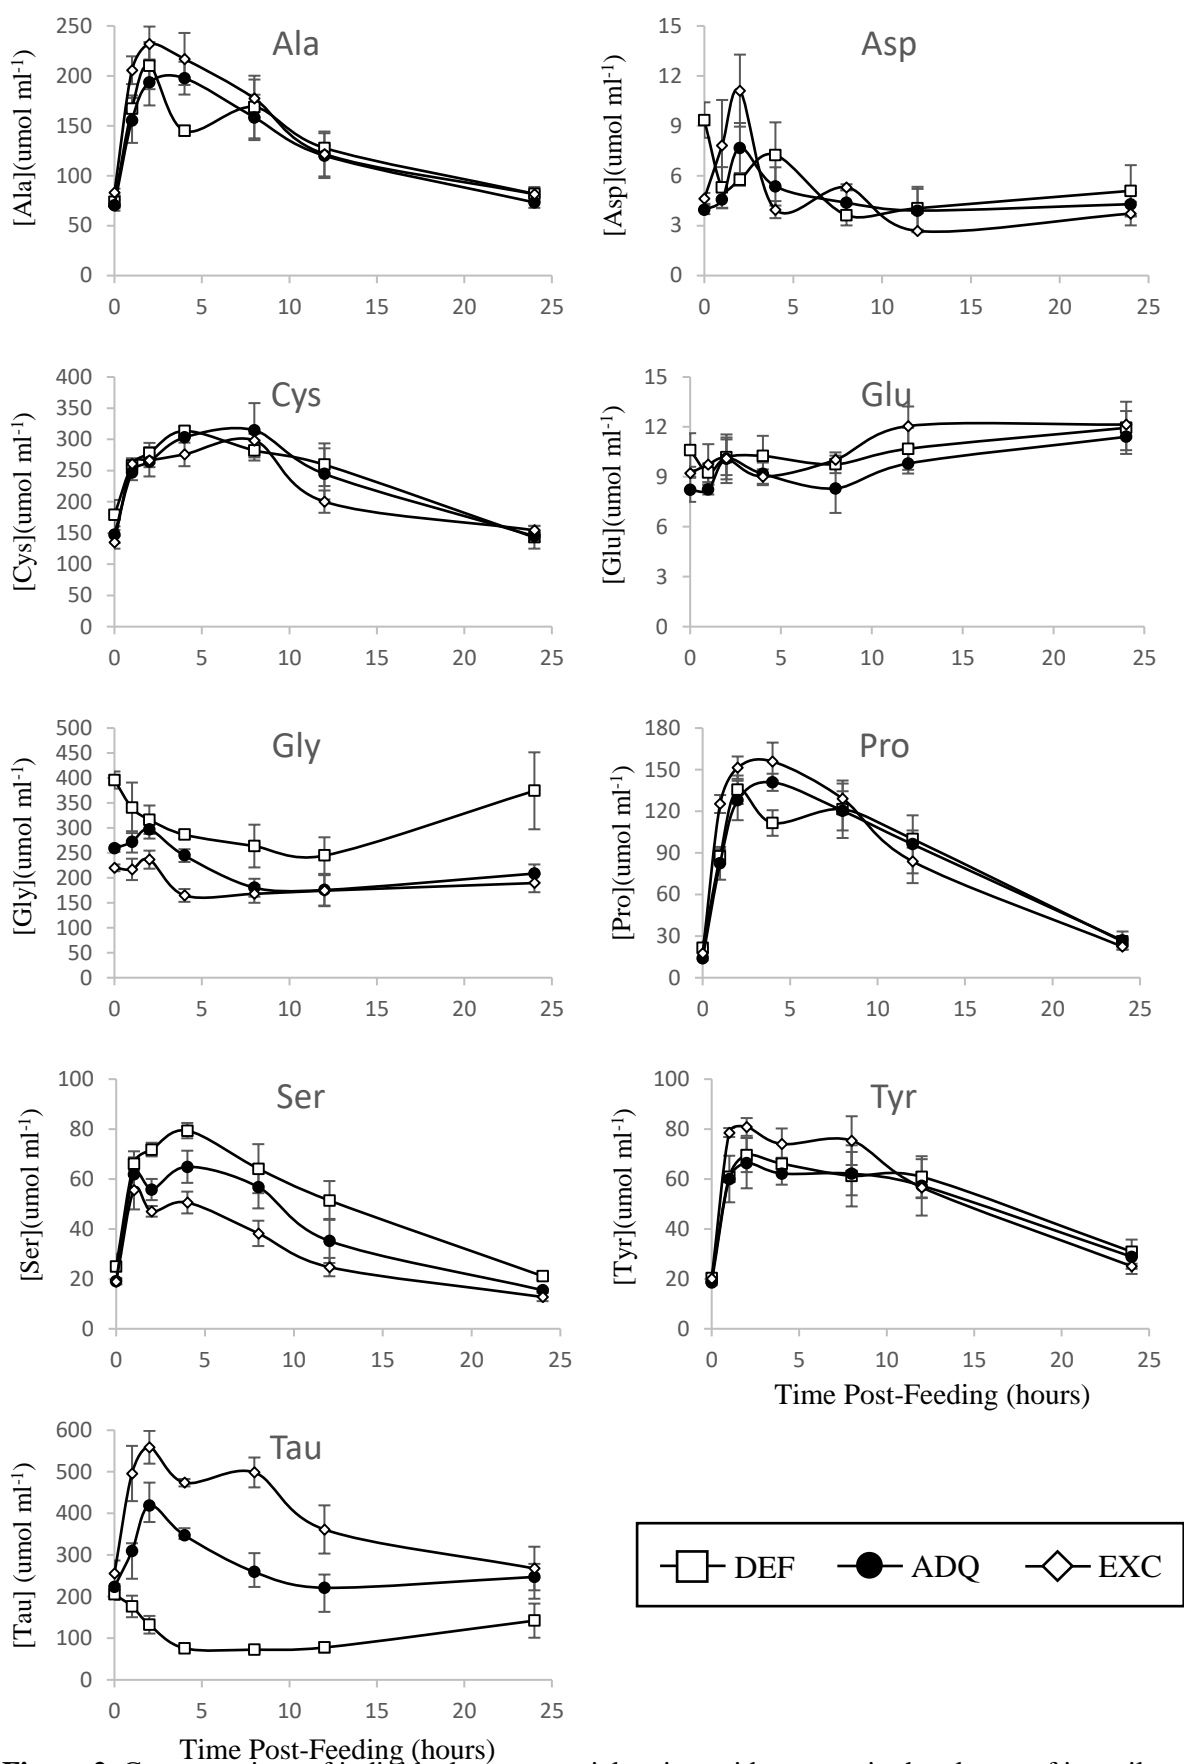 Ala
[Ala](umol ml-1)
250
200
150
100
50
0
0 5 10 15 20 25
Asp
[Asp](umol ml-1)
15
12
9
6
3
0
0 5 10 15 20 25
Cys
[Cys](umol ml-1)
400
350
300
250
200
150
100
50
0
0 5 10 15 20 25
Glu
[Glu](umol ml-1)
15
12
9
6
3
0
0 5 10 15 20 25
Gly
[Gly](umol ml-1)
500
450
400
350
300
250
200
150
100
50
0
0 5 10 15 20 25
Pro
[Pro](umol ml-1)
180
150
120
90
60
30
0
0 5 10 15 20 25
Ser
[Ser](umol ml-1)
100
80
60
40
20
0
0 5 10 15 20 25
Tyr
[Tyr](umol ml-1)
100
80
60
40
20
0
0 5 10 15 20 25
Time Post-Feeding (hours)
Tau
[Tau] (umol ml-1)
600
500
400
300
200
100
0
0 5 10 15 20 25
Time Post-Feeding (hours)
DEF ADQ EXC